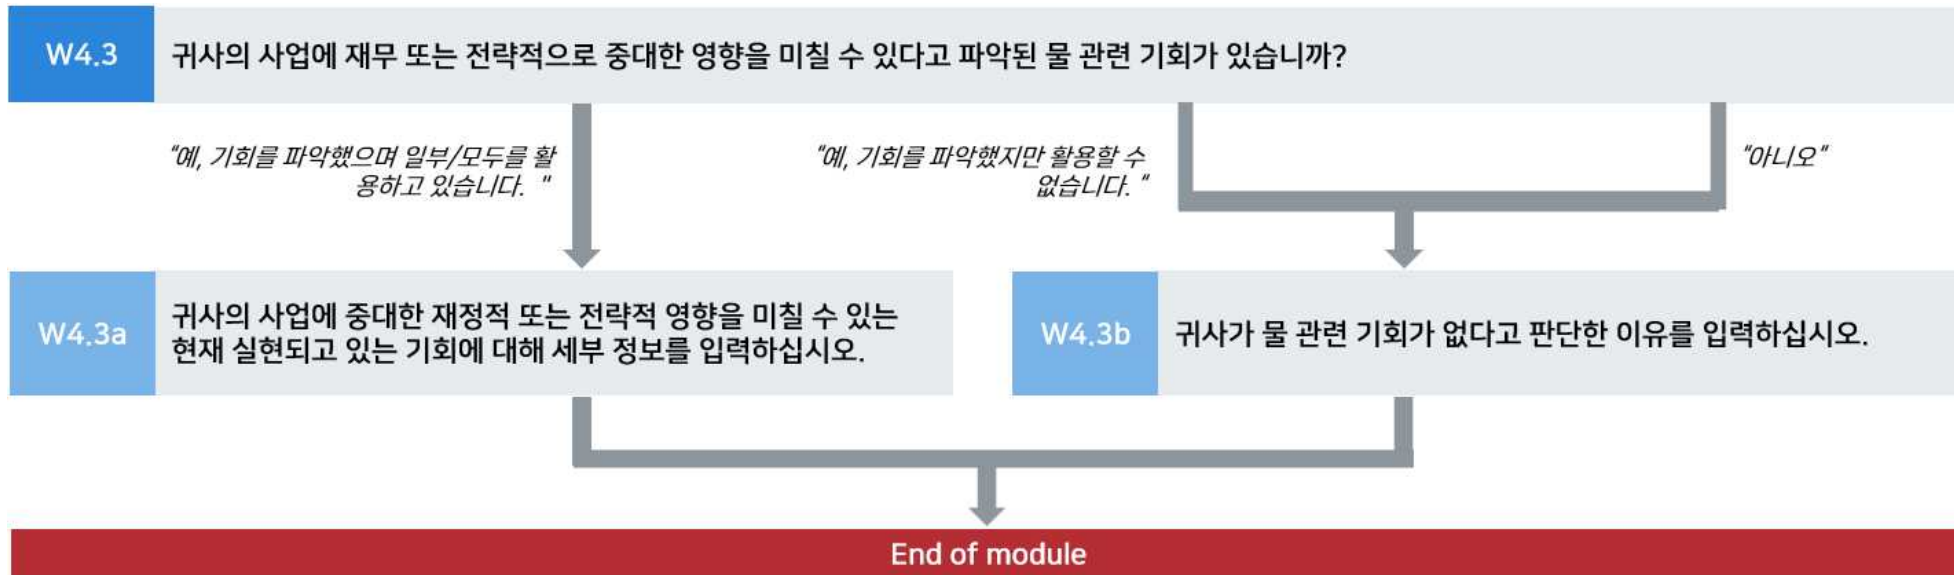 W4.3
귀사의 사업에 재무 또는 전략적으로 중대한 영향을 미칠 수 있다고 파악된 물 관련 기회가 있습니까?
"예, 기회를 파악했으며 일부/모두를 활
용하고 있습니다. "
"예, 기회를 파악했지만 활용할 수
없습니다. "
"아니오"
W4.3a
귀사의 사업에 중대한 재정적 또는 전략적 영향을 미칠 수 있는
현재 실현되고 있는 기회에 대해 세부 정보를 입력하십시오.
W4.3b
귀사가 물 관련 기회가 없다고 판단한 이유를 입력하십시오.
End of module